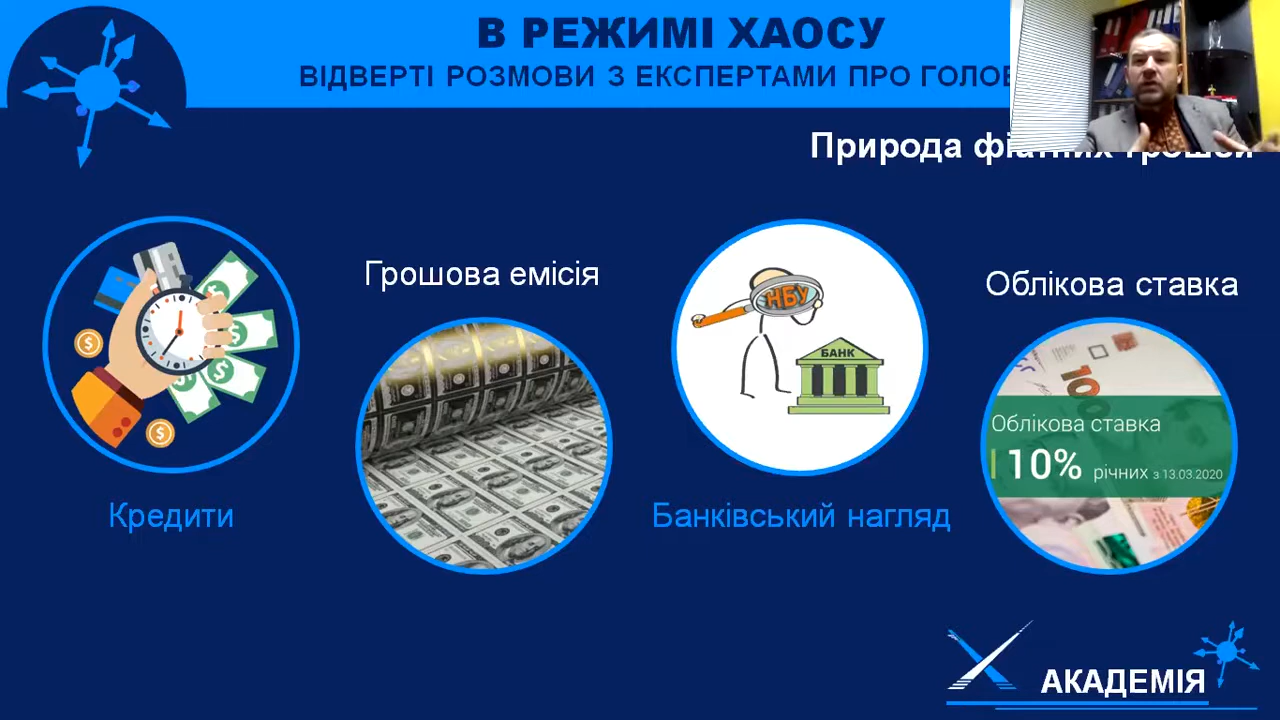 В РЕЖИМІ ХАОСУ
ВІДВЕРТІ РОЗМОВИ З ЕКСПЕРТАМИ ПРО
Природа
Грошова емісія
Облікова ставка
НБУ
БАНК
100
Облікова ставка
10% річних з 13.03.2020
Кредити
Банківський нагляд
АКАДЕМІЯ